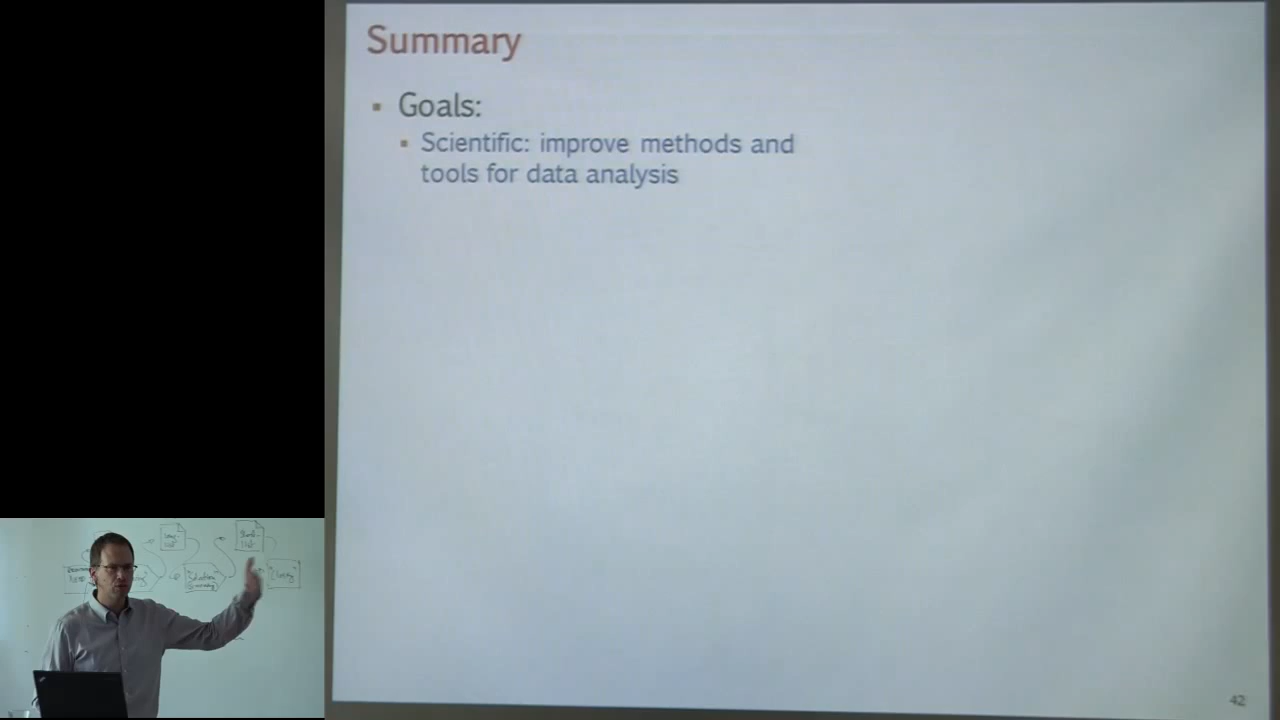 Summary
▪ Goals:
▪ Scientific: improve methods and
tools for data analysis
42